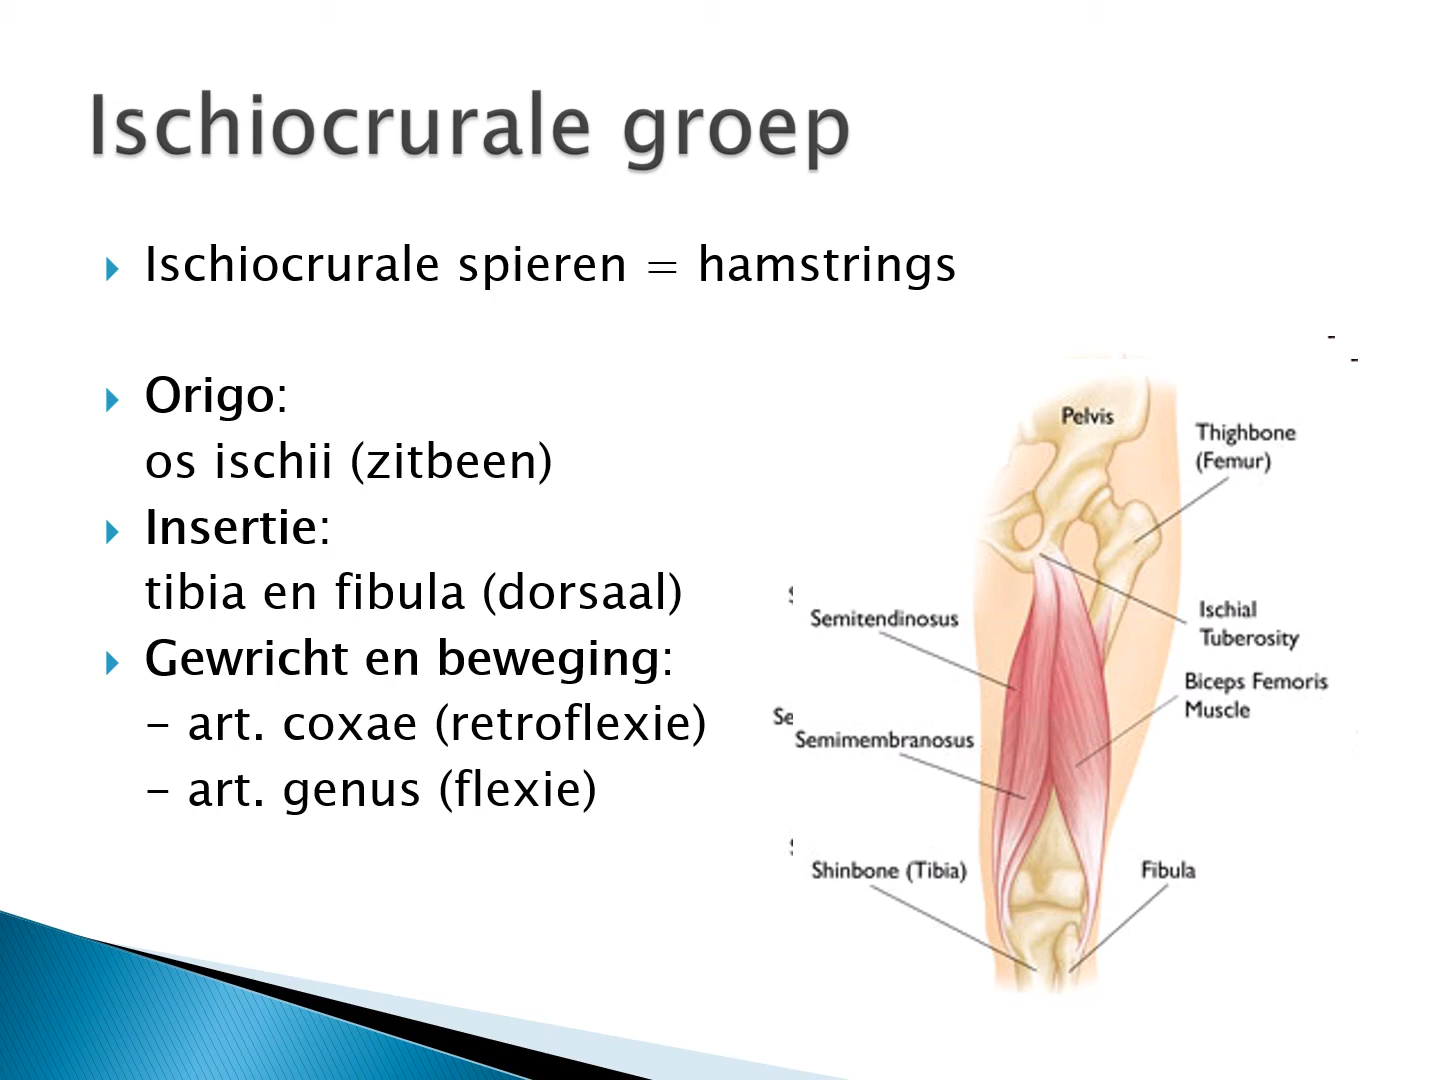 Ischiocrurale groep
Ischiocrurale spieren = hamstrings
Origo:
os ischii (zitbeen)
Insertie:
tibia en fibula (dorsaal)
Gewricht en beweging:
- art. coxae (retroflexie)
- art. genus (flexie)
Pelvis
Thighbone
(Femur)
Semitendinosus
Ischial
Tuberosity
Biceps Femoris
Muscle
Se
Semimembranosus
Shinbone (Tibia)
Fibula